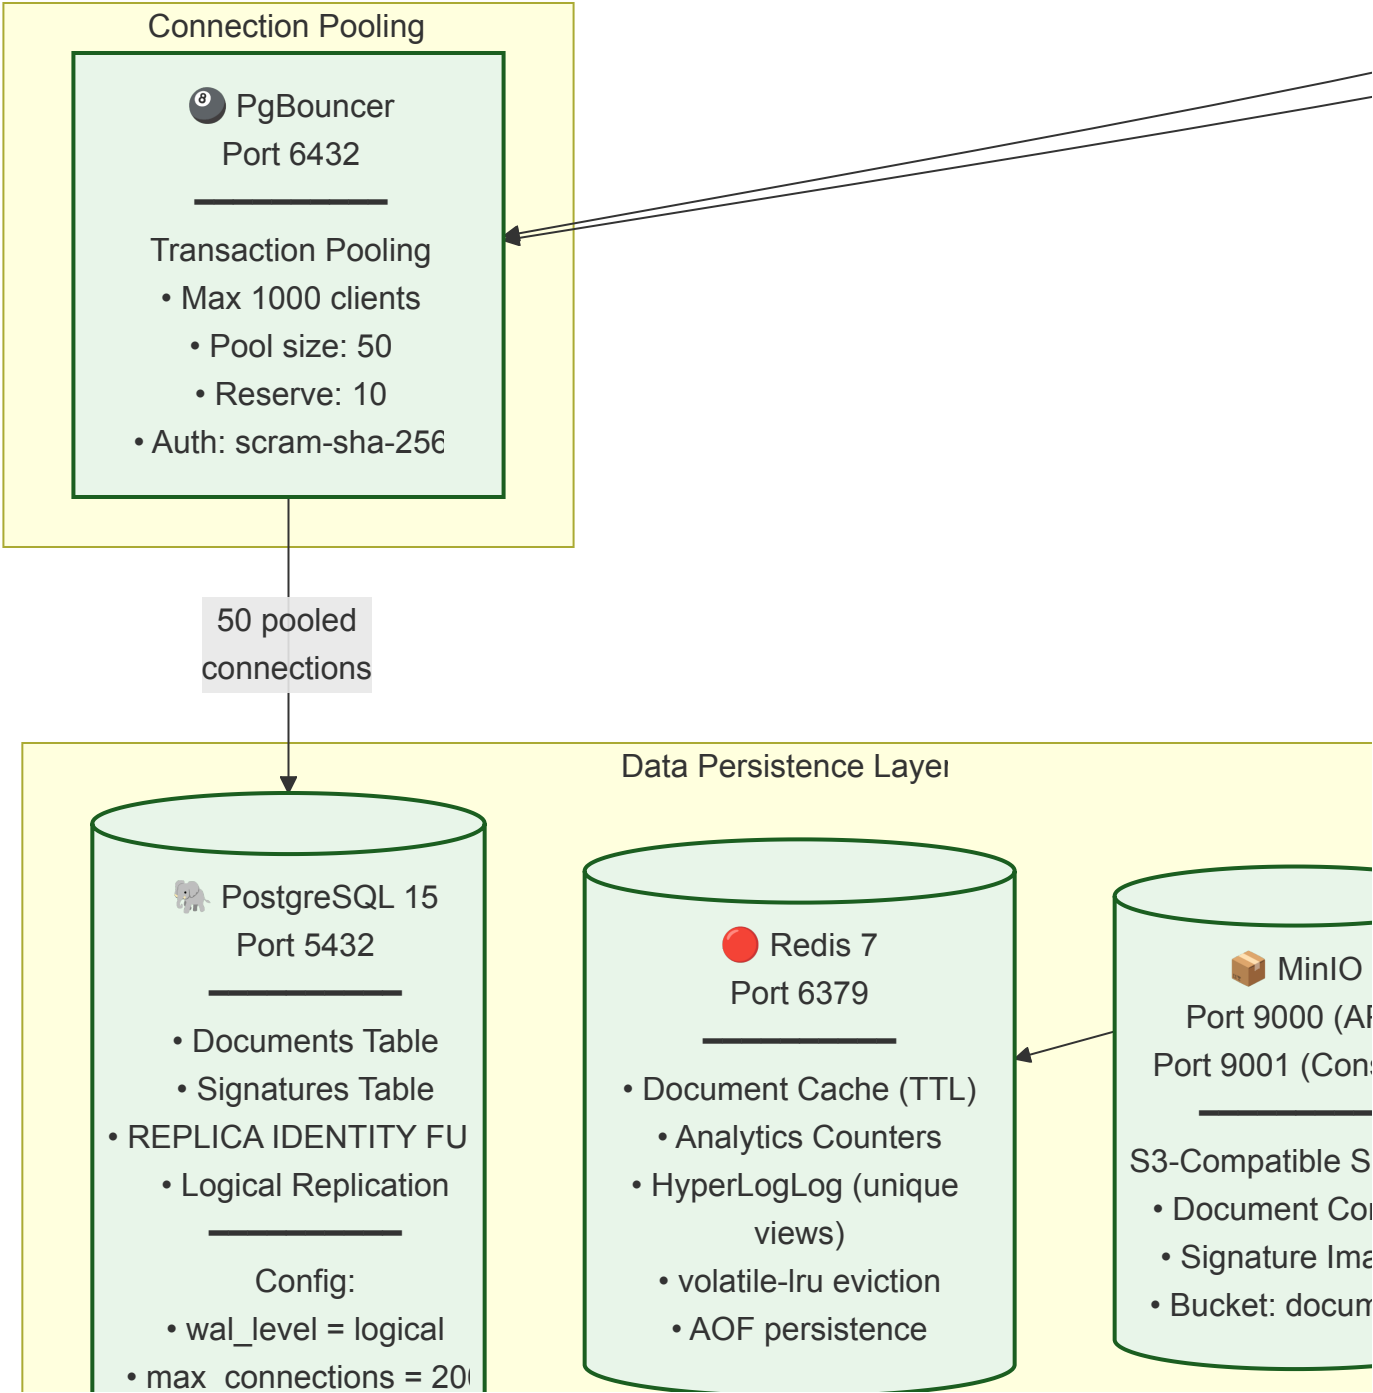 Connection Pooling
🎱 PgBouncer
Port 6432
━━━━━━━━━━
Transaction Pooling
• Max 1000 clients
• Pool size: 50
• Reserve: 10
• Auth: scram-sha-256
50 pooled
connections
Data Persistence Layer
🐘 PostgreSQL 15
Port 5432
━━━━━━━━━━
• Documents Table
• Signatures Table
• REPLICA IDENTITY FU
• Logical Replication
━━━━━━━━━━
Config:
• wal_level = logical
• max_connections =
🔴 Redis 7
Port 6379
━━━━━━━━━━
• Document Cache (TTL)
• Analytics Counters
• HyperLogLog (unique
views)
• volatile-lru eviction
• AOF persistence
📦 MinIO
Port 9000
Port 9001
━━━━━━━━━━
S3-Compatible
• Document
• Signature
• Bucket: